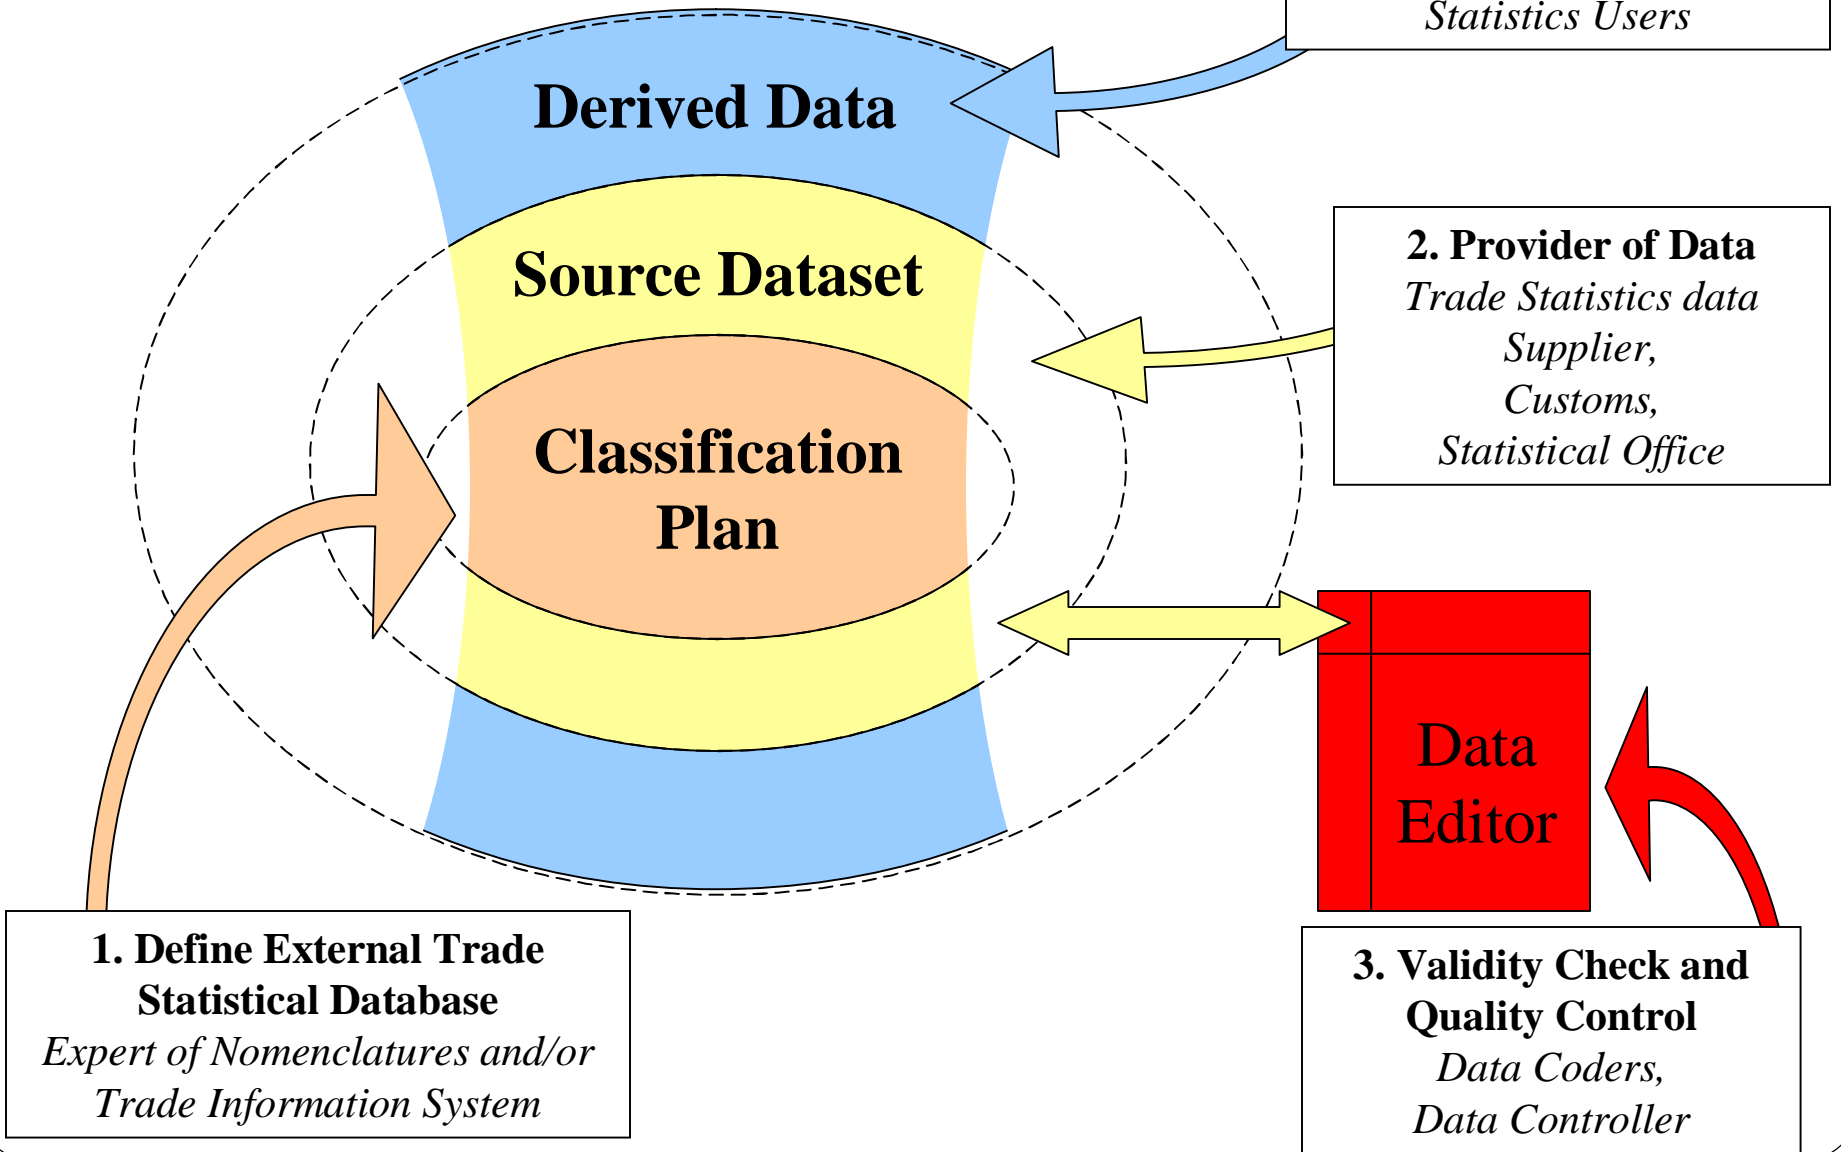 Statistics Users
Derived Data
Source Dataset
Classification
Plan
2. Provider of Data
Trade Statistics data
Supplier,
Customs,
Statistical Office
Data
Editor
1. Define External Trade
Statistical Database
Expert of Nomenclatures and/or
Trade Information System
3. Validity Check and
Quality Control
Data Coders,
Data Controller